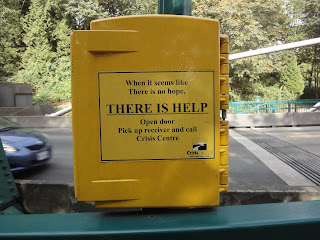 When it seems like
There is no hope,
THERE IS HELP
Open door
Pick up receiver and call
Crisis Centre
Crisis